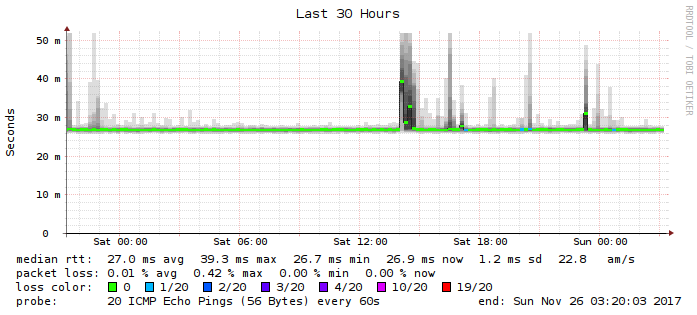 Last 30 Hours
RRDTOOL / TOBI OETIKER
Seconds
50 m
40 m
30 m
20 m
10 m
0
Sat 00:00 Sat 06:00 Sat 12:00 Sat 18:00 Sun 00:00
median rtt: 27.0 ms avg 39.3 ms max 26.7 ms min 26.9 ms now 1.2 ms sd 22.8 am/s
packet loss: 0.01 % avg 0.42 % max 0.00 % min 0.00 % now
loss color: 0 1/20 2/20 3/20 4/20 10/20 19/20
probe: 20 ICMP Echo Pings (56 Bytes) every 60s end: Sun Nov 26 03:20:03 2017